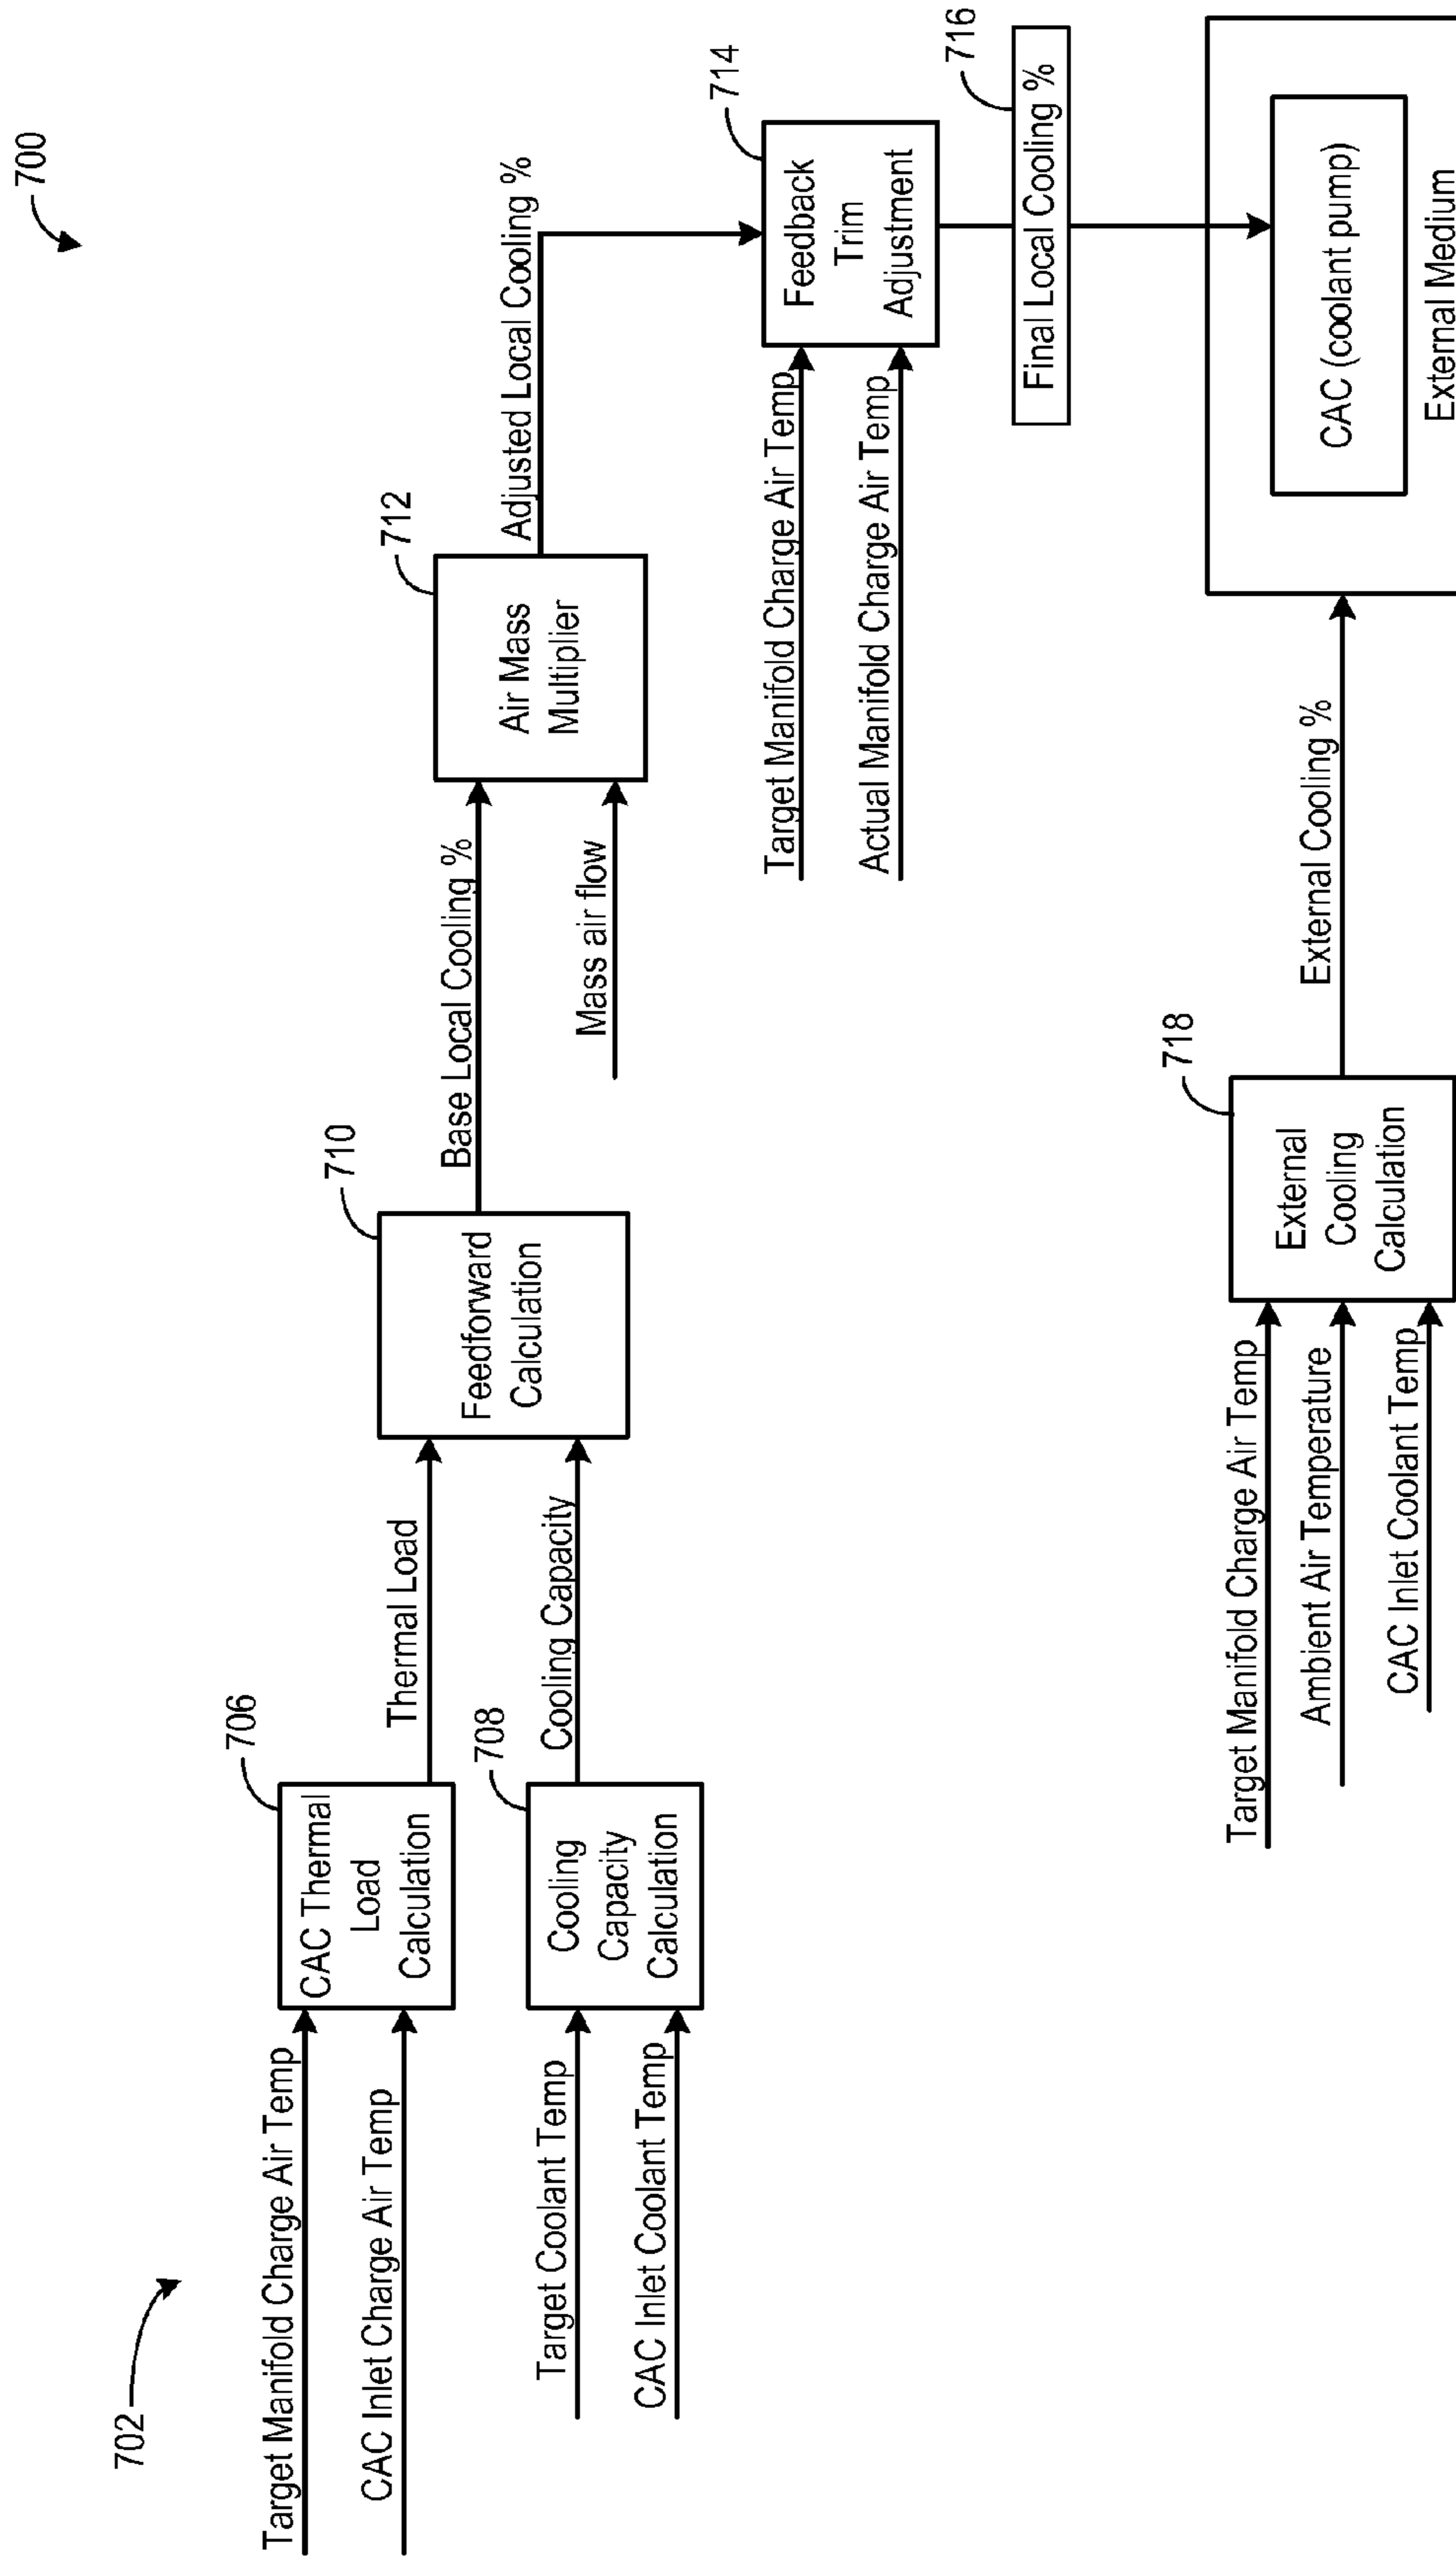 700
702
Target Manifold Charge Air Temp
CAC Inlet Charge Air Temp
706
CAC Thermal
Load
Calculation
Thermal Load
Target Coolant Temp
CAC Inlet Coolant Temp
708
Cooling
Capacity
Calculation
Cooling Capacity
710
Feedforward
Calculation
Base Local Cooling %
Mass air flow
712
Air Mass
Multiplier
Adjusted Local Cooling %
Target Manifold Charge Air Temp
Actual Manifold Charge Air Temp
714
Feedback
Trim
Adjustment
716
Final Local Cooling %
Target Manifold Charge Air Temp
Ambient Air Temperature
CAC Inlet Coolant Temp
718
External
Cooling
Calculation
External Cooling %
CAC (coolant pump)
External Medium